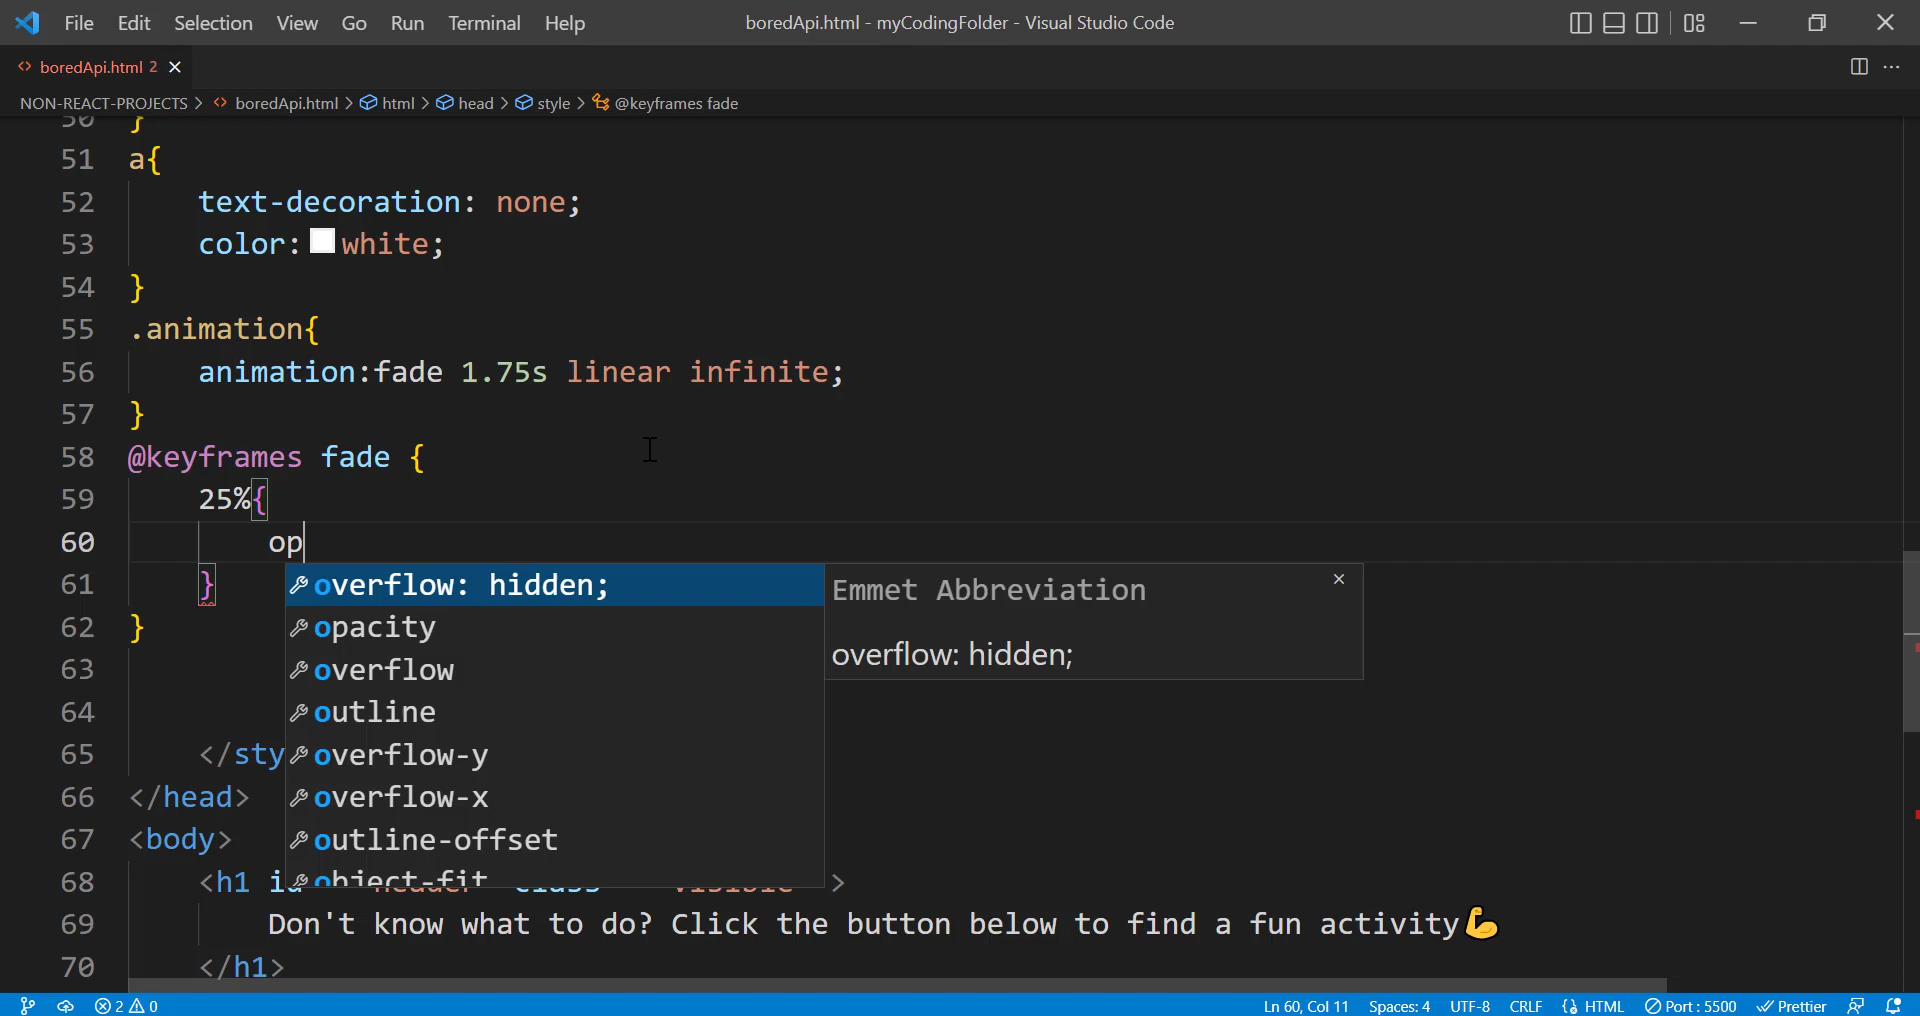 File Edit Selection View Go Run Terminal Help boredApi.html - myCodingFolder - Visual Studio Code
boredApi.html 2
NON-REACT-PROJECTS > boredApi.html > html > head > style > @keyframes fade
50 }
51 a{
52 text-decoration: none;
53 color: white;
54 }
55 .animation{
56 animation:fade 1.75s linear infinite;
57 }
58 @keyframes fade {
59 25%{
60 op
61 }
overflow: hidden;
Emmet Abbreviation
62 }
opacity
overflow: hidden;
63
overflow
64
outline
65 </sty
overflow-y
66 </head>
overflow-x
67 <body>
outline-offset
object-fit
68 <h1 >
69 Don't know what to do? Click the button below to find a fun activity💪
70 </h1>
2 0 Ln 60, Col 11 Spaces: 4 UTF-8 CRLF {} HTML Port : 5500 Prettier